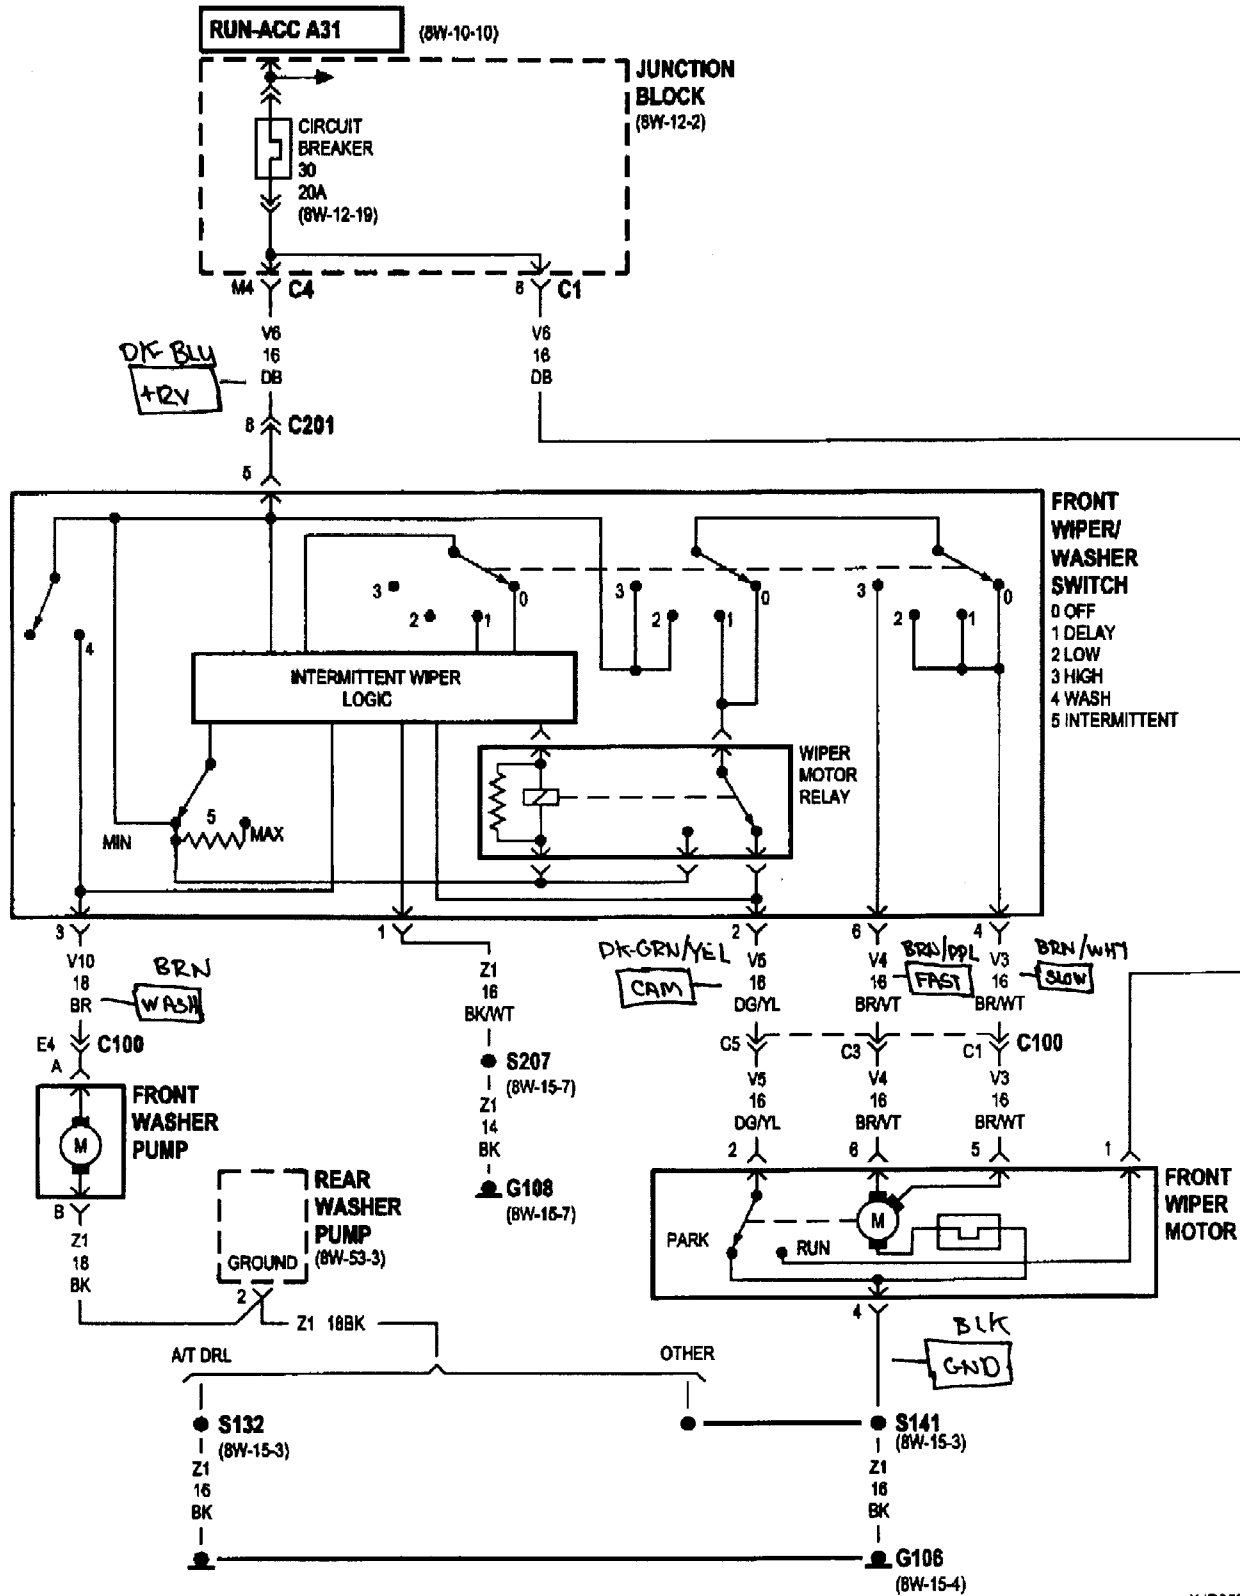 RUN-ACC A31
(8W-10-10)
JUNCTION
BLOCK
(8W-12-2)
CIRCUIT
BREAKER
30
20A
(8W-12-19)
M4 C4
6 C1
V6
16
DB
V6
16
DB
DK-BLU
+12V
8 C201
5
FRONT
WIPER/
WASHER
SWITCH
0 OFF
1 DELAY
2 LOW
3 HIGH
4 WASH
5 INTERMITTENT
4
3
2
1
0
3
2
1
0
3
2
1
0
INTERMITTENT WIPER
LOGIC
WIPER
MOTOR
RELAY
MIN
5
MAX
3
1
2
6
4
V10
18
BR
BRN
WASH
Z1
16
BK/WT
DK-GRN/YEL
CAM
V5
16
DG/YL
V4
16
BR/VT
BRN/PPL
FAST
V3
16
BR/WT
BRN/WHT
SLOW
E4 C100
A
C5
C3
C1 C100
S207
(8W-15-7)
Z1
14
BK
G108
(8W-15-7)
V5
16
DG/YL
V4
16
BR/VT
V3
16
BR/WT
2
6
5
1
FRONT
WASHER
PUMP
M
B
Z1
18
BK
REAR
WASHER
PUMP
(8W-53-3)
GROUND
2
Z1 18BK
FRONT
WIPER
MOTOR
PARK
RUN
M
4
BLK
GND
A/T DRL
OTHER
S132
(8W-15-3)
S141
(8W-15-3)
Z1
16
BK
Z1
16
BK
G106
(8W-15-4)